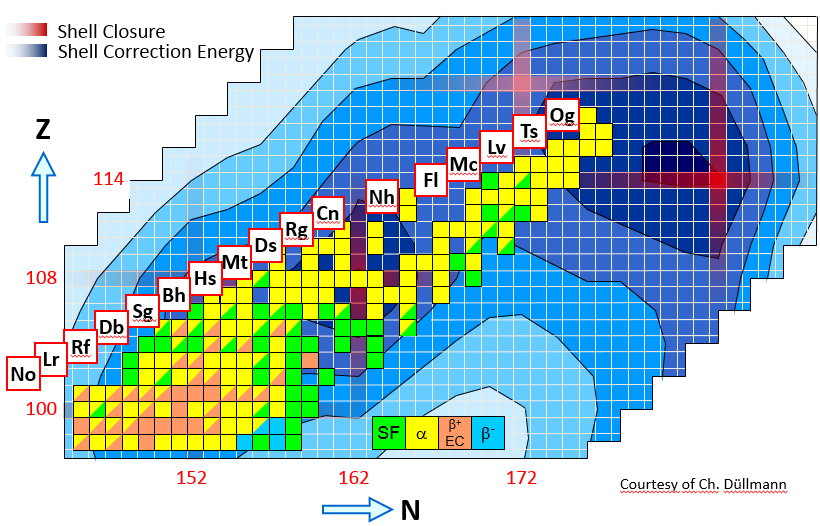 Shell Closure
Shell Correction Energy
Z
Og
Ts
Lv
Mc
114
Fl
Nh
Cn
Rg
Ds
Mt
108
Hs
Bh
Sg
Db
Rf
Lr
No
100
SF
α
β+
EC
β-
152
162
172
Courtesy of Ch. Düllmann
N